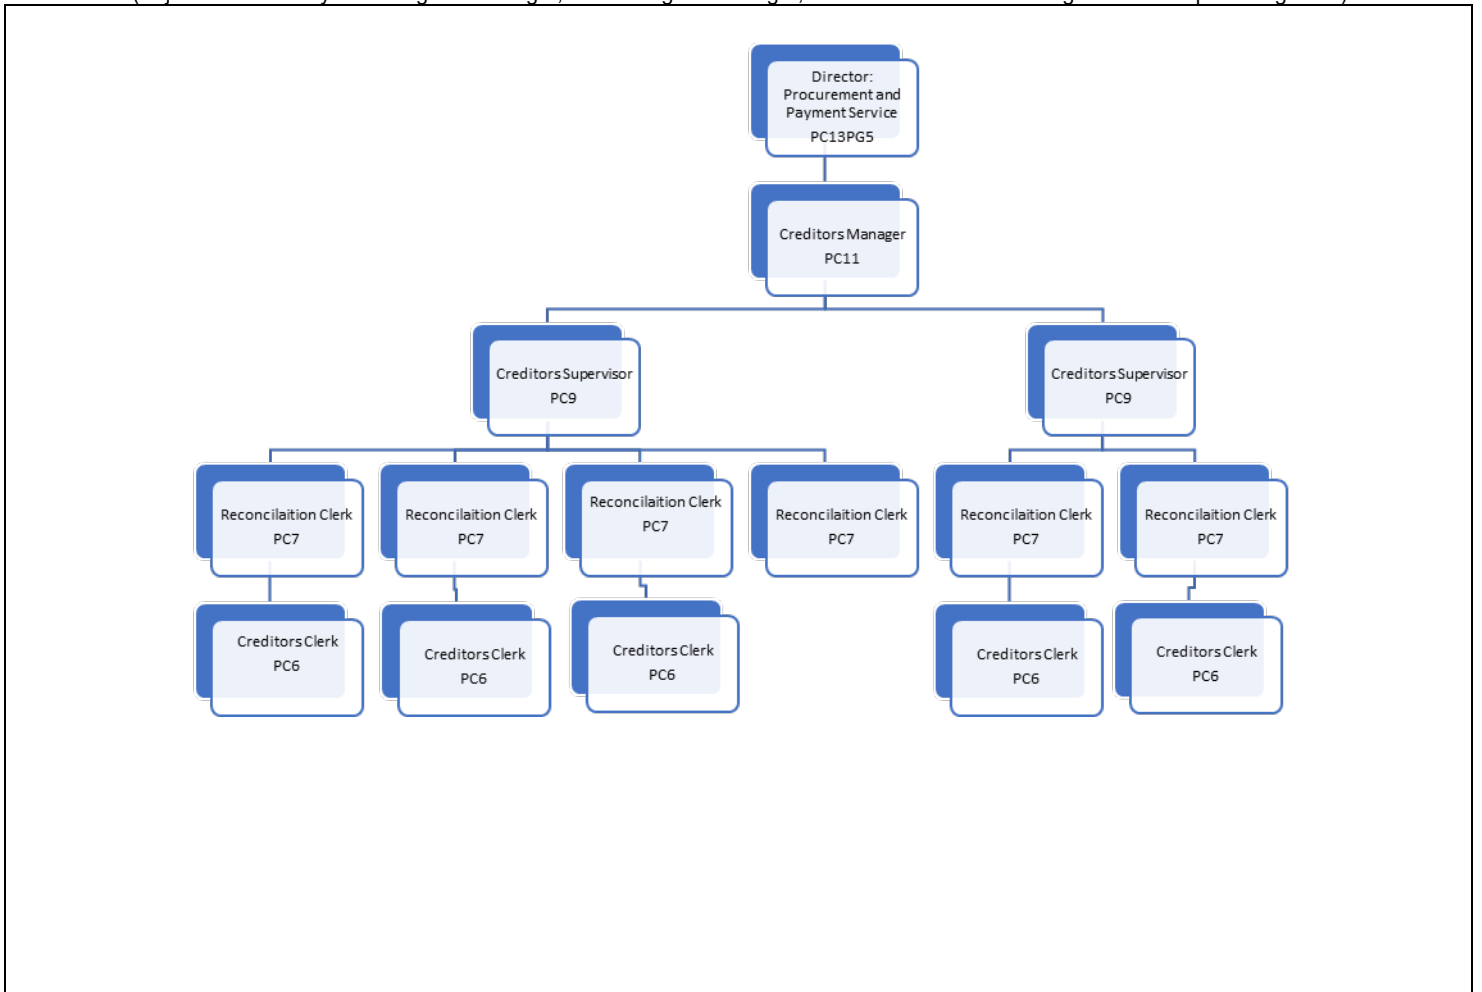 Director:
Procurement and
Payment Service
PC13PG5
Creditors Manager
PC11
Creditors Supervisor
PC9
Creditors Supervisor
PC9
Reconcilaition Clerk
PC7
Reconcilaition Clerk
PC7
Reconcilaition Clerk
PC7
Reconcilaition Clerk
PC7
Reconcilaition Clerk
PC7
Reconcilaition Clerk
PC7
Creditors Clerk
PC6
Creditors Clerk
PC6
Creditors Clerk
PC6
Creditors Clerk
PC6
Creditors Clerk
PC6